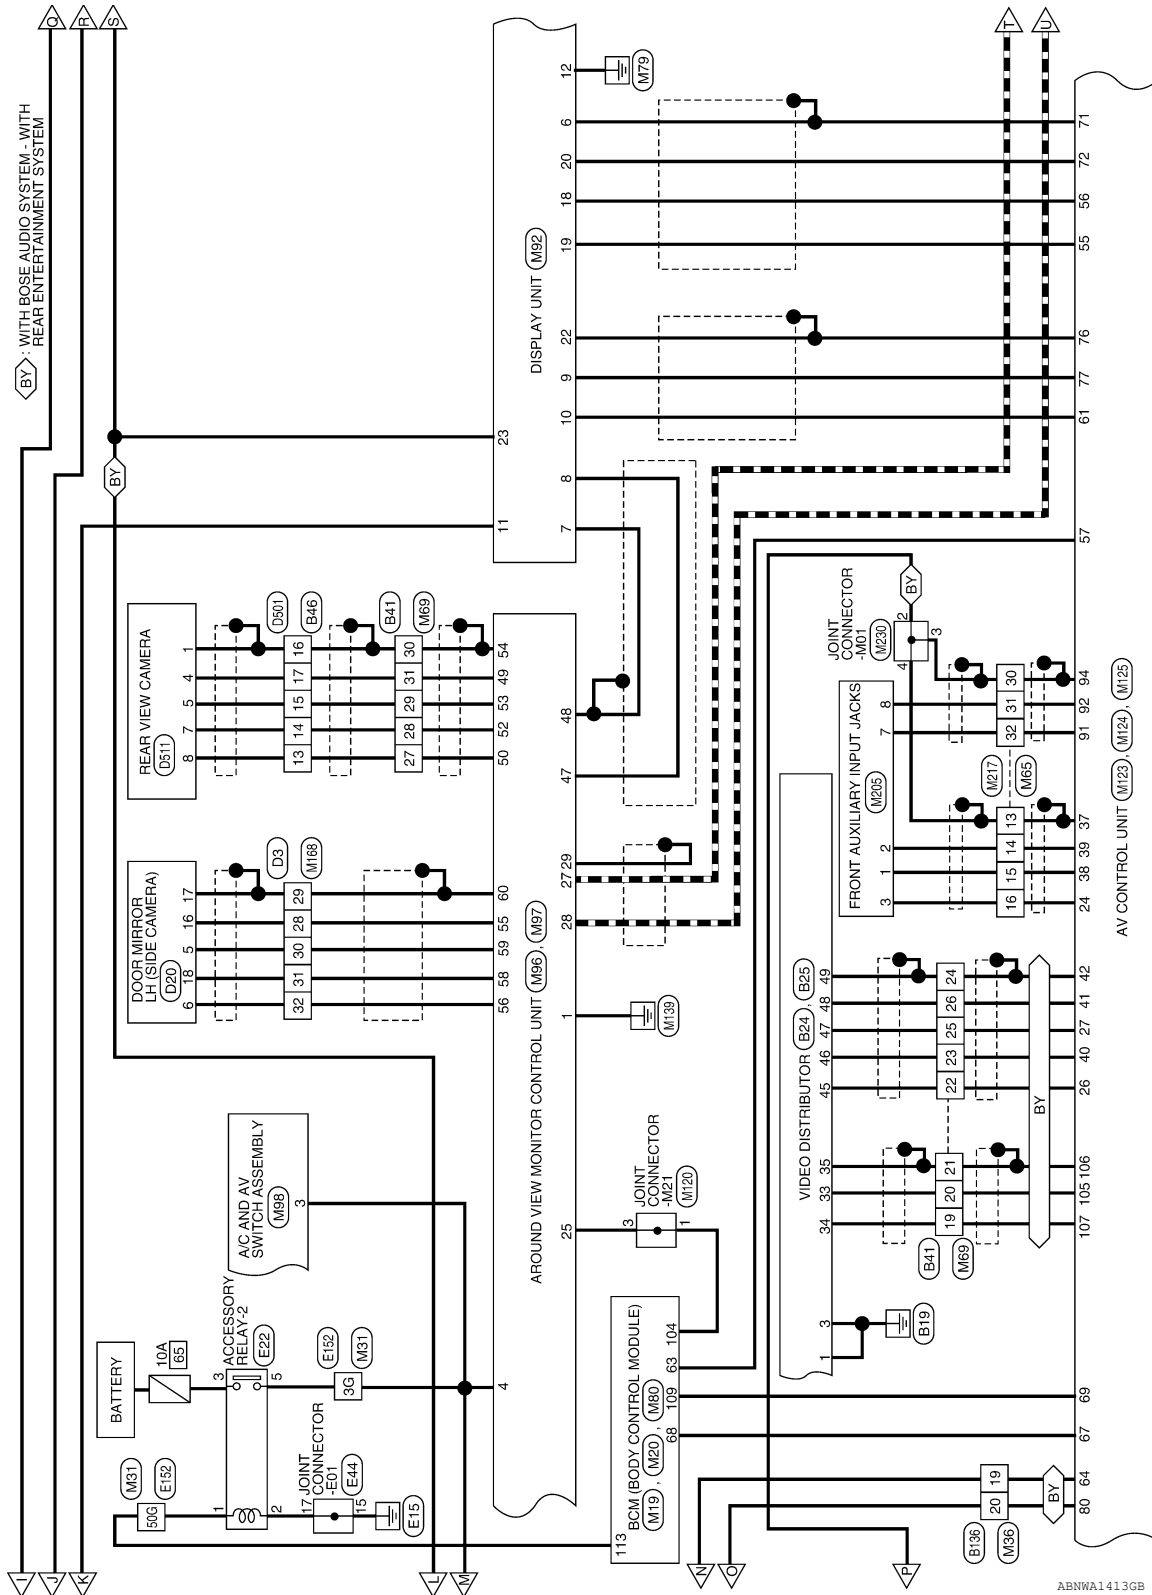 Q
R
S
BY : WITH BOSE AUDIO SYSTEM - WITH
REAR ENTERTAINMENT SYSTEM
I
J
K
L
M
BATTERY
10A
65
M31
E152
50G
ACCESSORY
RELAY-2
E22
3
5
1
2
17
JOINT
CONNECTOR
-E01
E44
15
E15
E152
M31
3G
A/C AND AV
SWITCH ASSEMBLY
M98
3
DOOR MIRROR
LH (SIDE CAMERA)
D20
6 18 5 16 17
32 31 30 28 29
D3
M168
56 58 59 55 60
REAR VIEW CAMERA
D511
8 7 5 4 1
13 14 15 17 16
D501
B46
27 28 29 31 30
B41
M69
50 52 53 49 54
BY
11
23
4
AROUND VIEW MONITOR CONTROL UNIT M96 , M97
25
1
28
27
29
47
48
M139
DISPLAY UNIT M92
7
8
10
9
22
19
18
20
6
12
M79
T
U
113
BCM (BODY CONTROL MODULE)
M19 , M20 , M80
68
109
63
104
JOINT
CONNECTOR
-M21
M120
3
1
N
O
P
VIDEO DISTRIBUTOR B24 , B25
1
3
B19
34 33 35
45 46 47 48 49
19 20 21
22 23 25 26 24
B41
M69
BY
FRONT AUXILIARY INPUT JACKS
M205
3 1 2
7 8
16 15 14 13
32 31 30
M217
M65
JOINT
CONNECTOR
-M01
M230
4
2
3
BY
B136
M36
20 19
BY
80 64 67 69 107 105 106 26 40 27 41 42 24 38 39 37 91 92 94 57 61 77 76 55 56 72 71
AV CONTROL UNIT M123 , M124 , M125
ABNWA1413GB